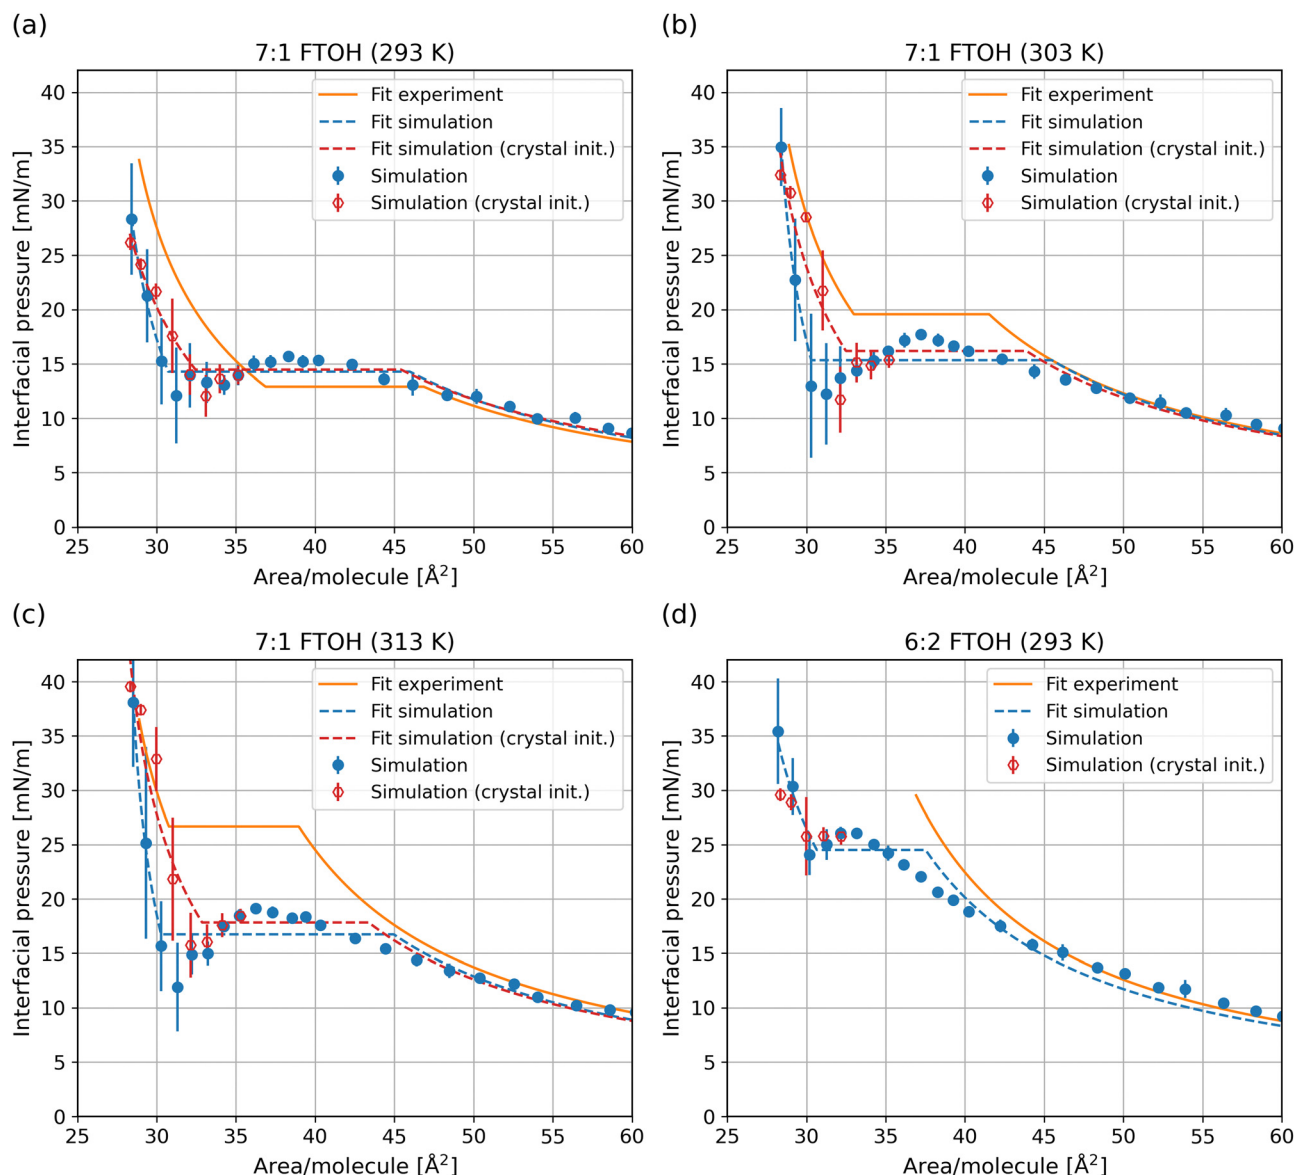 (a)
7:1 FTOH (293 K)
Interfacial pressure [mN/m]
40
35
30
25
20
15
10
5
0
Fit experiment
Fit simulation
Fit simulation (crystal init.)
Simulation
Simulation (crystal init.)
25 30 35 40 45 50 55 60
Area/molecule [Å²]
(b)
7:1 FTOH (303 K)
Interfacial pressure [mN/m]
40
35
30
25
20
15
10
5
0
Fit experiment
Fit simulation
Fit simulation (crystal init.)
Simulation
Simulation (crystal init.)
25 30 35 40 45 50 55 60
Area/molecule [Å²]
(c)
7:1 FTOH (313 K)
Interfacial pressure [mN/m]
40
35
30
25
20
15
10
5
0
Fit experiment
Fit simulation
Fit simulation (crystal init.)
Simulation
Simulation (crystal init.)
25 30 35 40 45 50 55 60
Area/molecule [Å²]
(d)
6:2 FTOH (293 K)
Interfacial pressure [mN/m]
40
35
30
25
20
15
10
5
0
Fit experiment
Fit simulation
Simulation
Simulation (crystal init.)
25 30 35 40 45 50 55 60
Area/molecule [Å²]